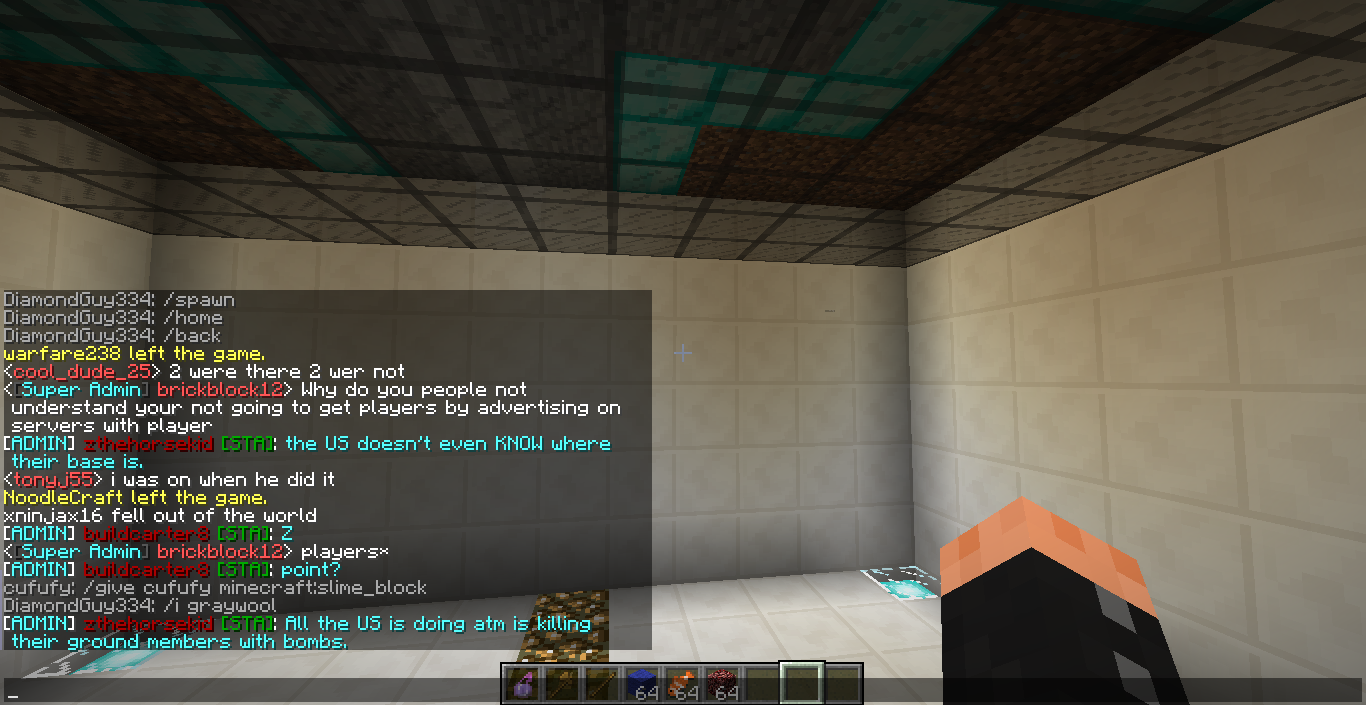 DiamondGuy334: /spawn
DiamondGuy334: /home
DiamondGuy334: /back
warfare238 left the game.
<cool_dude_25> 2 were there 2 wer not
<[Super Admin] brickblock12> Why do you people not
understand your not going to get players by advertising on
servers with player
[ADMIN] zthehorsekid [STA]: the US doesn't even KNOW where
their base is.
<tonyj55> i was on when he did it
NoodleCraft left the game.
xninjax16 fell out of the world
[ADMIN] buildcarter8 [STA]: Z
<[Super Admin] brickblock12> players*
[ADMIN] buildcarter8 [STA]: point?
cufufy: /give cufufy minecraft:slime_block
DiamondGuy334: /i graywool
[ADMIN] zthehorsekid [STA]: All the US is doing atm is killing
their ground members with bombs.
64 64 64
_